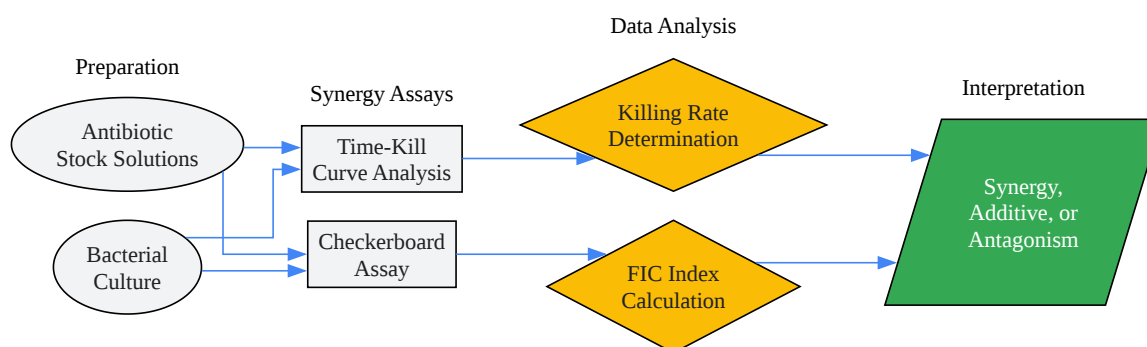 Preparation
Antibiotic
Stock Solutions
Bacterial
Culture
Synergy Assays
Time-Kill
Curve Analysis
Checkerboard
Assay
Data Analysis
Killing Rate
Determination
FIC Index
Calculation
Interpretation
Synergy,
Additive, or
Antagonism